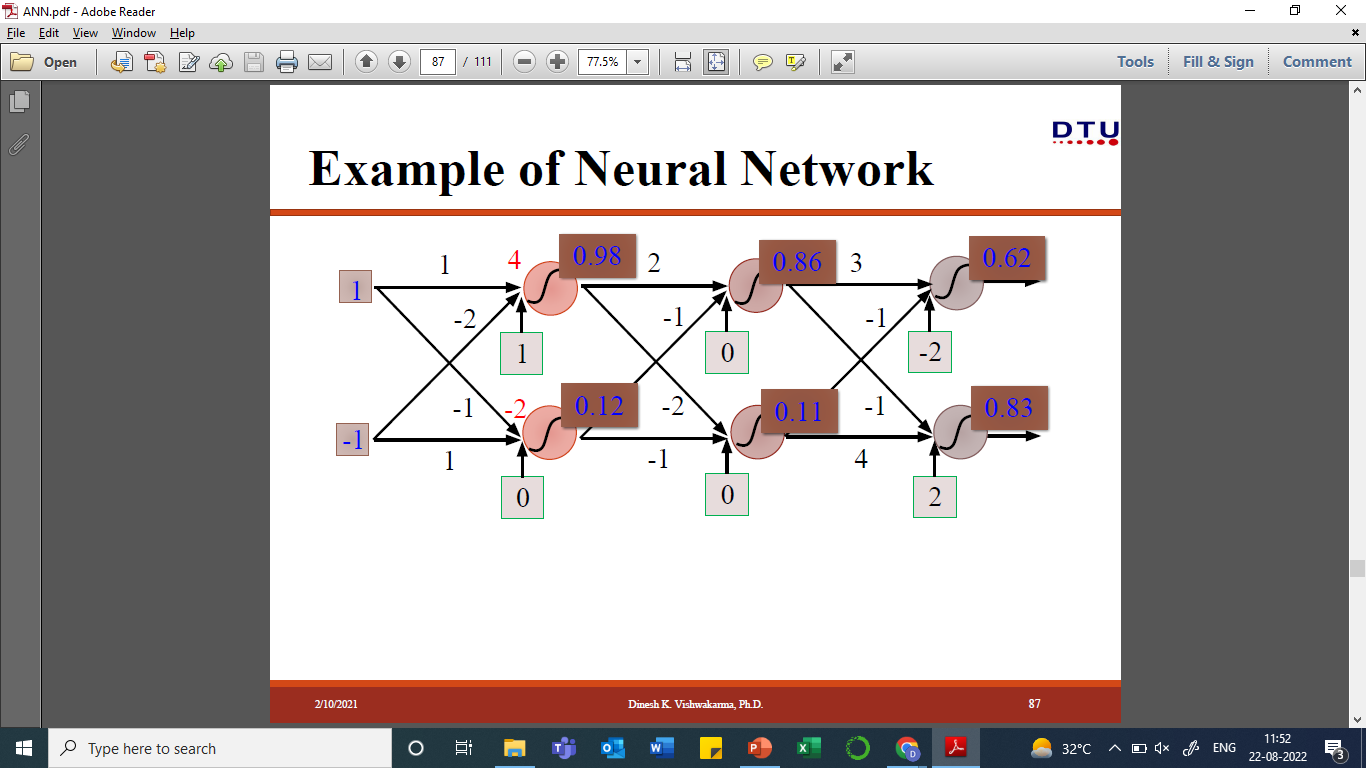 ANN.pdf - Adobe Reader
File Edit View Window Help
Open 87 / 111 77.5% Tools Fill & Sign Comment
DTU
Example of Neural Network
1 4 0.98 2 0.86 3 0.62
1
-2 -1 -1
1 0 -2
-1 -2 0.12 -2 0.11 -1 0.83
-1
1 -1 4
0 0 2
2/10/2021 Dinesh K. Vishwakarma, Ph.D. 87
Type here to search 32°C ENG 11:52
22-08-2022 3